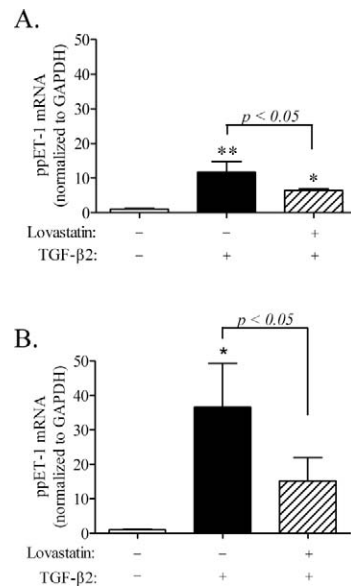 A.
ppET-1 mRNA
(normalized to GAPDH)
50
40
30
20
10
0
p < 0.05
**
*
Lovastatin: – – +
TGF-β2: – + +
B.
ppET-1 mRNA
(normalized to GAPDH)
50
40
30
20
10
0
p < 0.05
*
Lovastatin: – – +
TGF-β2: – + +